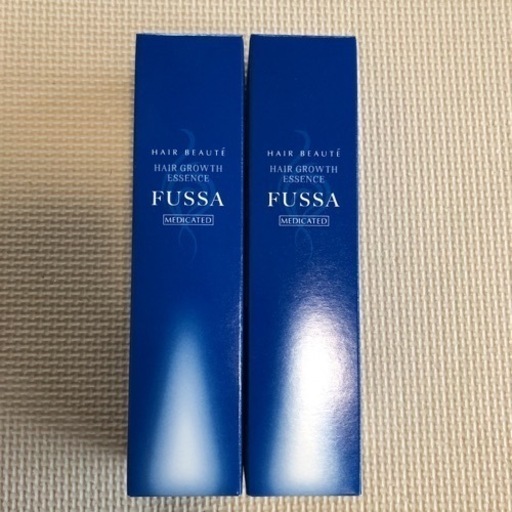 HAIR BEAUTÉ
HAIR GROWTH
ESSENCE
FUSSA
MEDICATED
HAIR BEAUTÉ
HAIR GROWTH
ESSENCE
FUSSA
MEDICATED